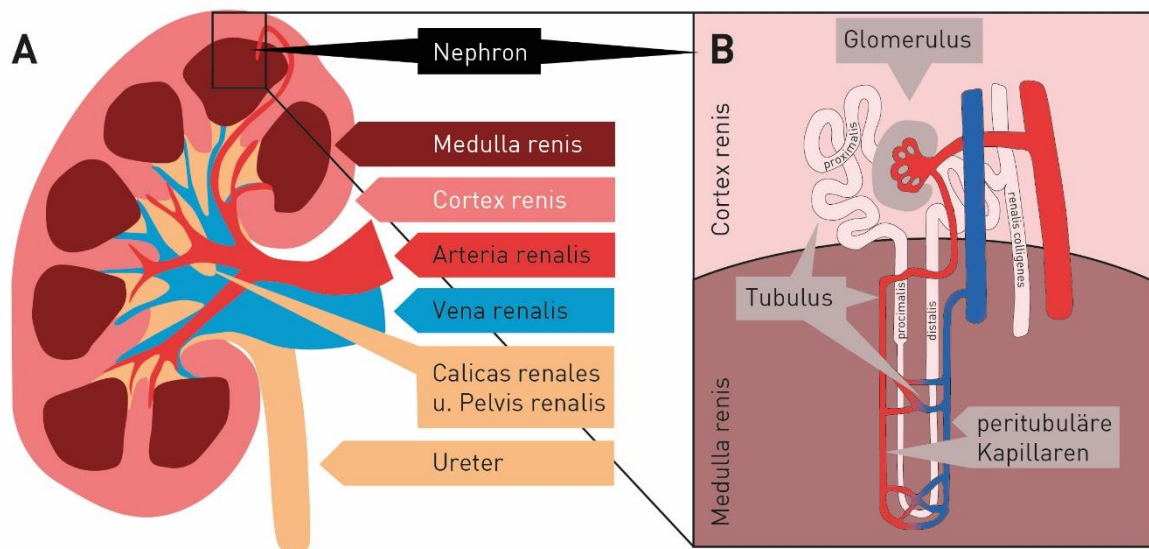 A
Nephron
Medulla renis
Cortex renis
Arteria renalis
Vena renalis
Calicas renales
u. Pelvis renalis
Ureter
B
Glomerulus
Cortex renis
proximalis
renalis colligenes
Tubulus
procimalis
distalis
Medulla renis
peritubuläre
Kapillaren